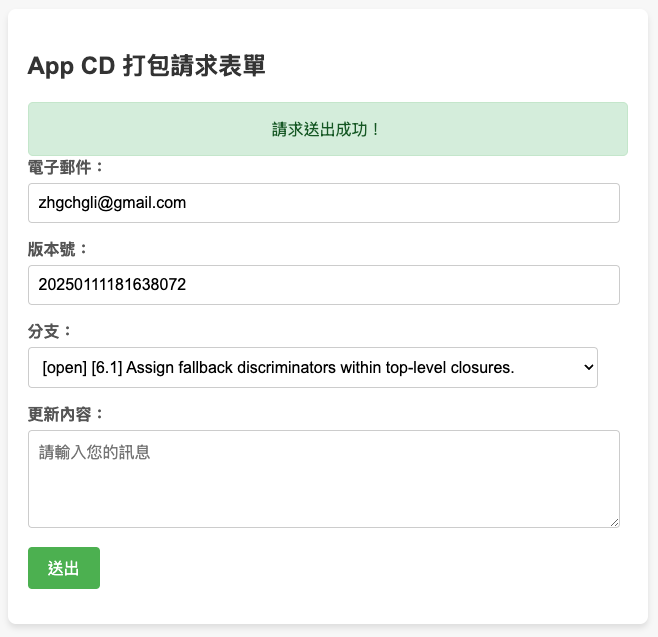 App CD 打包請求表單
請求送出成功！
電子郵件：
zhgchgli@gmail.com
版本號：
20250111181638072
分支：
[open] [6.1] Assign fallback discriminators within top-level closures.
更新內容：
請輸入您的訊息
送出